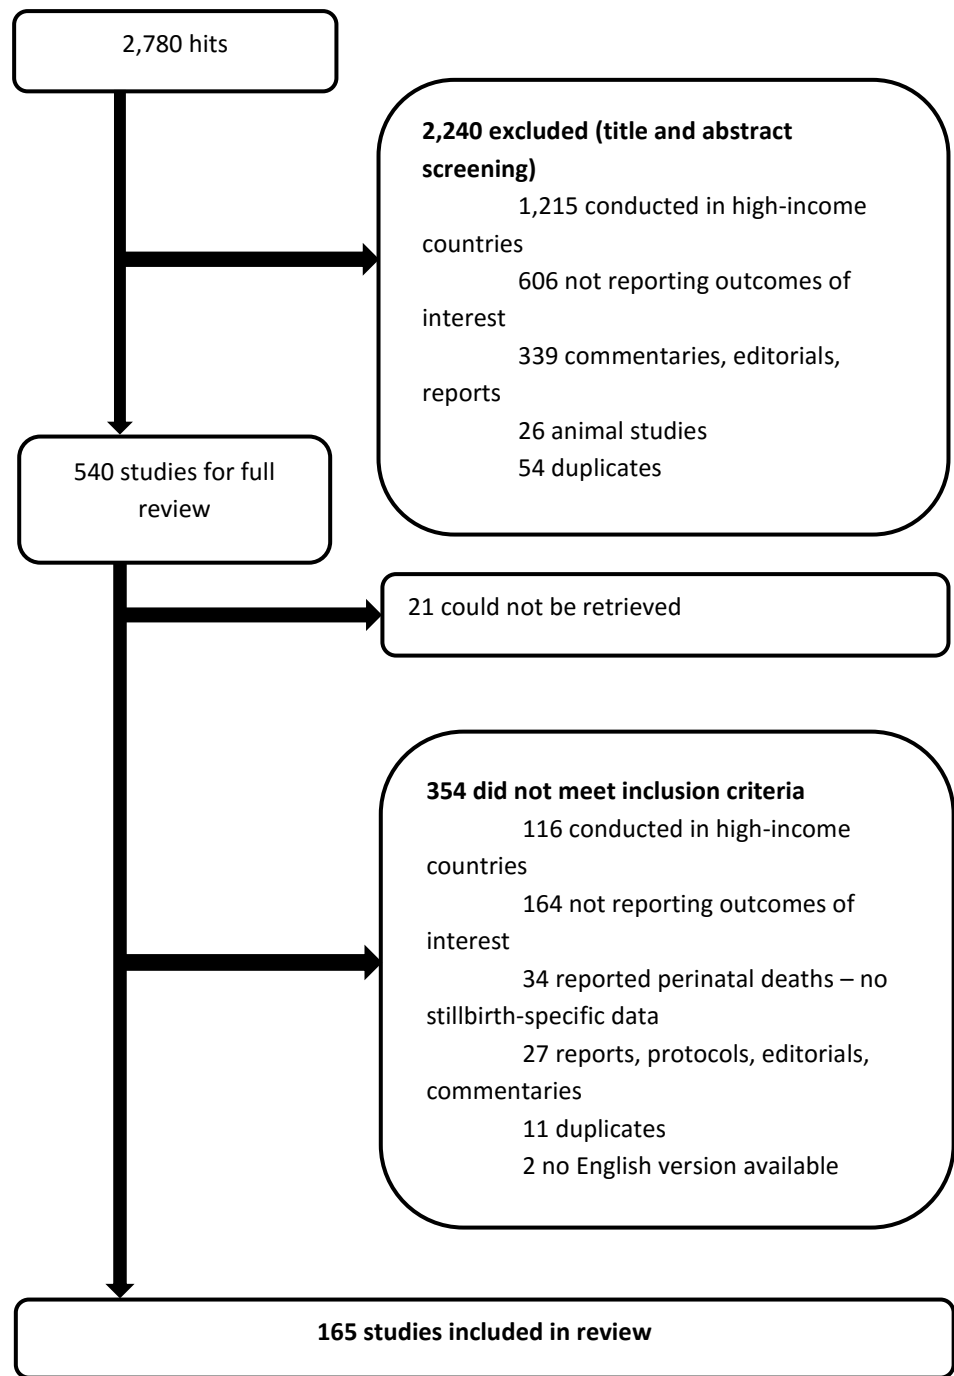 2,780 hits
2,240 excluded (title and abstract
screening)
1,215 conducted in high-income
countries
606 not reporting outcomes of
interest
339 commentaries, editorials,
reports
26 animal studies
54 duplicates
540 studies for full
review
21 could not be retrieved
354 did not meet inclusion criteria
116 conducted in high-income
countries
164 not reporting outcomes of
interest
34 reported perinatal deaths – no
stillbirth-specific data
27 reports, protocols, editorials,
commentaries
11 duplicates
2 no English version available
165 studies included in review